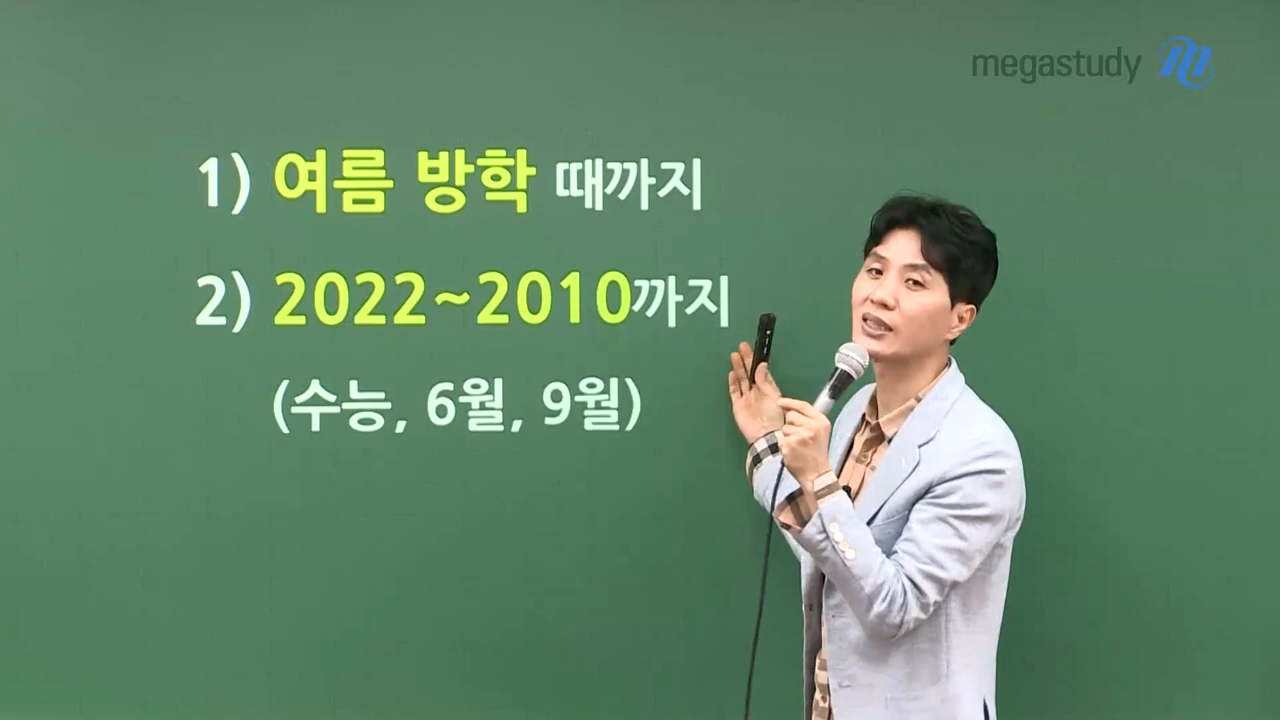 megastudy
1) 여름 방학 때까지
2) 2022~2010까지
(수능, 6월, 9월)